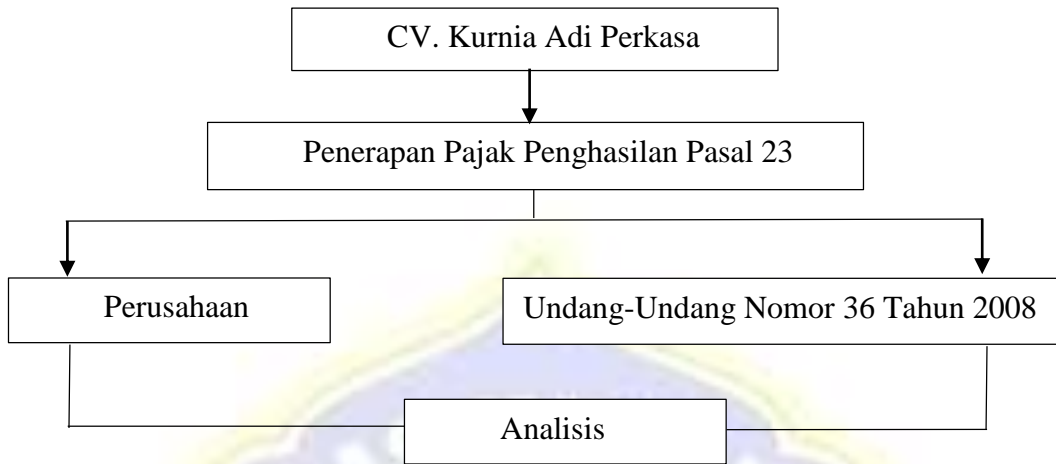 CV. Kurnia Adi Perkasa
Penerapan Pajak Penghasilan Pasal 23
Perusahaan
Undang-Undang Nomor 36 Tahun 2008
Analisis